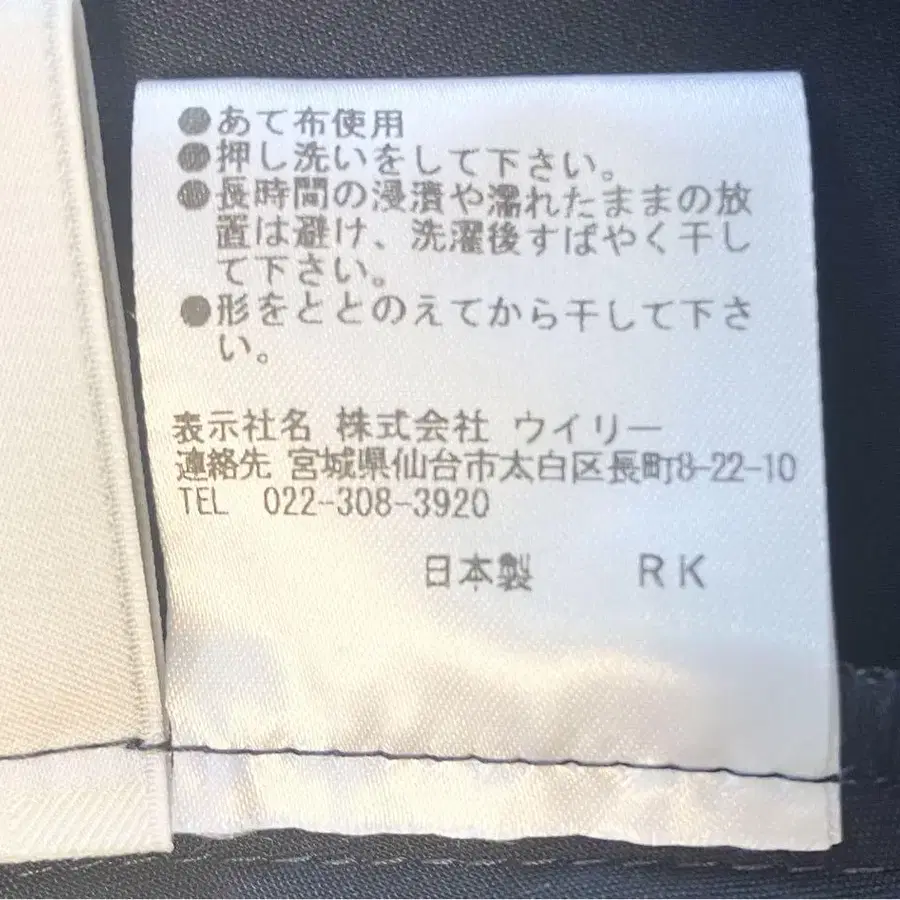 ●あて布使用
●押し洗いをして下さい。
●長時間の浸漬や濡れたままの放
置は避け、洗濯後すばやく干し
て下さい。
●形をととのえてから干して下さ
い。
表示社名 株式会社 ウイリー
連絡先 宮城県仙台市太白区長町8-22-10
TEL 022-308-3920
日本製 RK